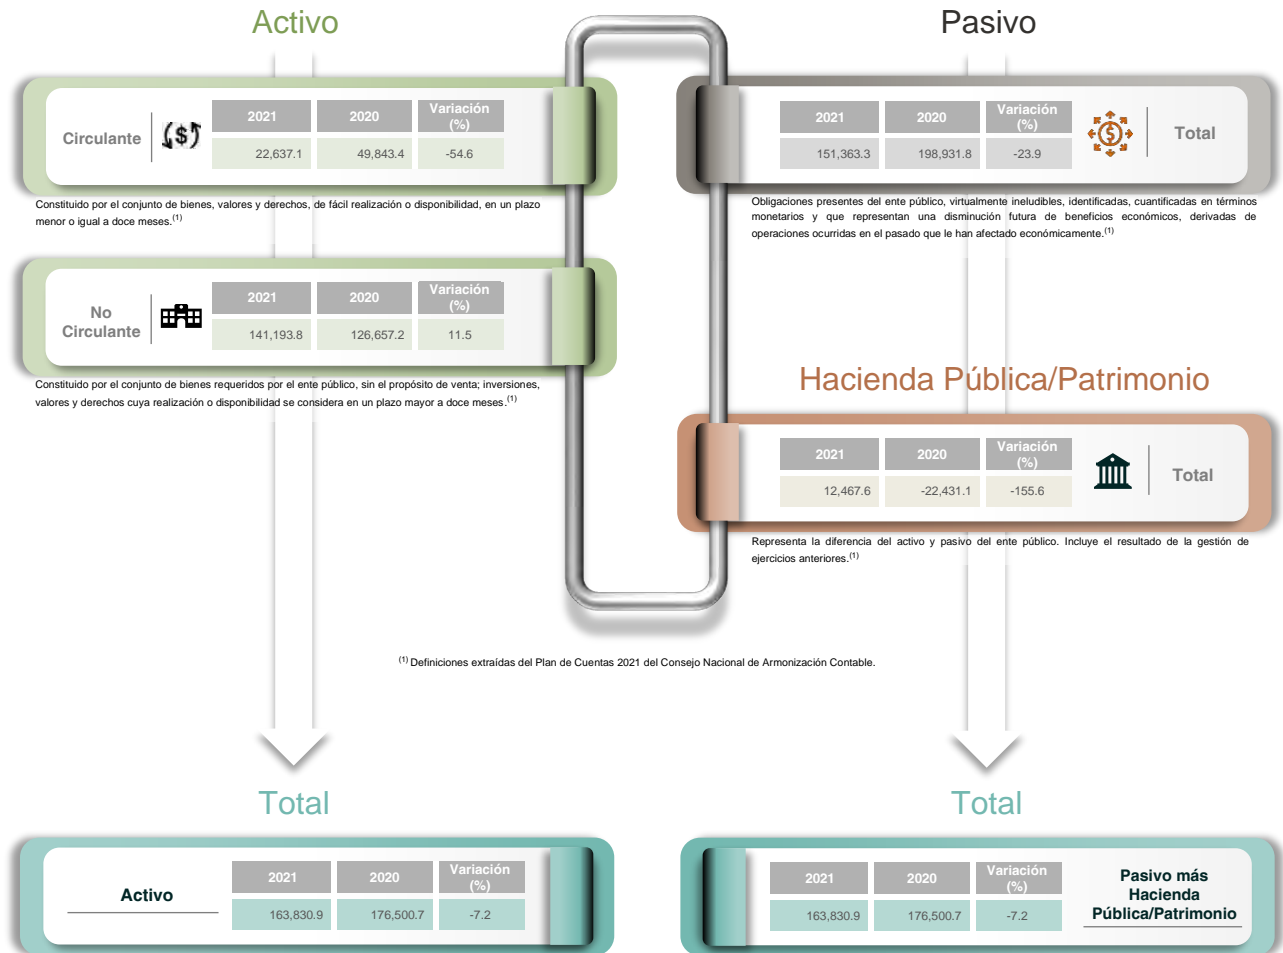 Activo
Circulante
2021 2020 Variación (%)
22,637.1 49,843.4 -54.6
Constituido por el conjunto de bienes, valores y derechos, de fácil realización o disponibilidad, en un plazo
menor o igual a doce meses.(1)
No
Circulante
2021 2020 Variación (%)
141,193.8 126,657.2 11.5
Constituido por el conjunto de bienes requeridos por el ente público, sin el propósito de venta; inversiones,
valores y derechos cuya realización o disponibilidad se considera en un plazo mayor a doce meses.(1)
Pasivo
2021 2020 Variación (%)
151,363.3 198,931.8 -23.9
Total
Obligaciones presentes del ente público, virtualmente ineludibles, identificadas, cuantificadas en términos
monetarios y que representan una disminución futura de beneficios económicos, derivadas de
operaciones ocurridas en el pasado que le han afectado económicamente.(1)
Hacienda Pública/Patrimonio
2021 2020 Variación (%)
12,467.6 -22,431.1 -155.6
Total
Representa la diferencia del activo y pasivo del ente público. Incluye el resultado de la gestión de
ejercicios anteriores.(1)
(1) Definiciones extraídas del Plan de Cuentas 2021 del Consejo Nacional de Armonización Contable.
Total
Activo
2021 2020 Variación (%)
163,830.9 176,500.7 -7.2
Total
2021 2020 Variación (%)
163,830.9 176,500.7 -7.2
Pasivo más
Hacienda
Pública/Patrimonio